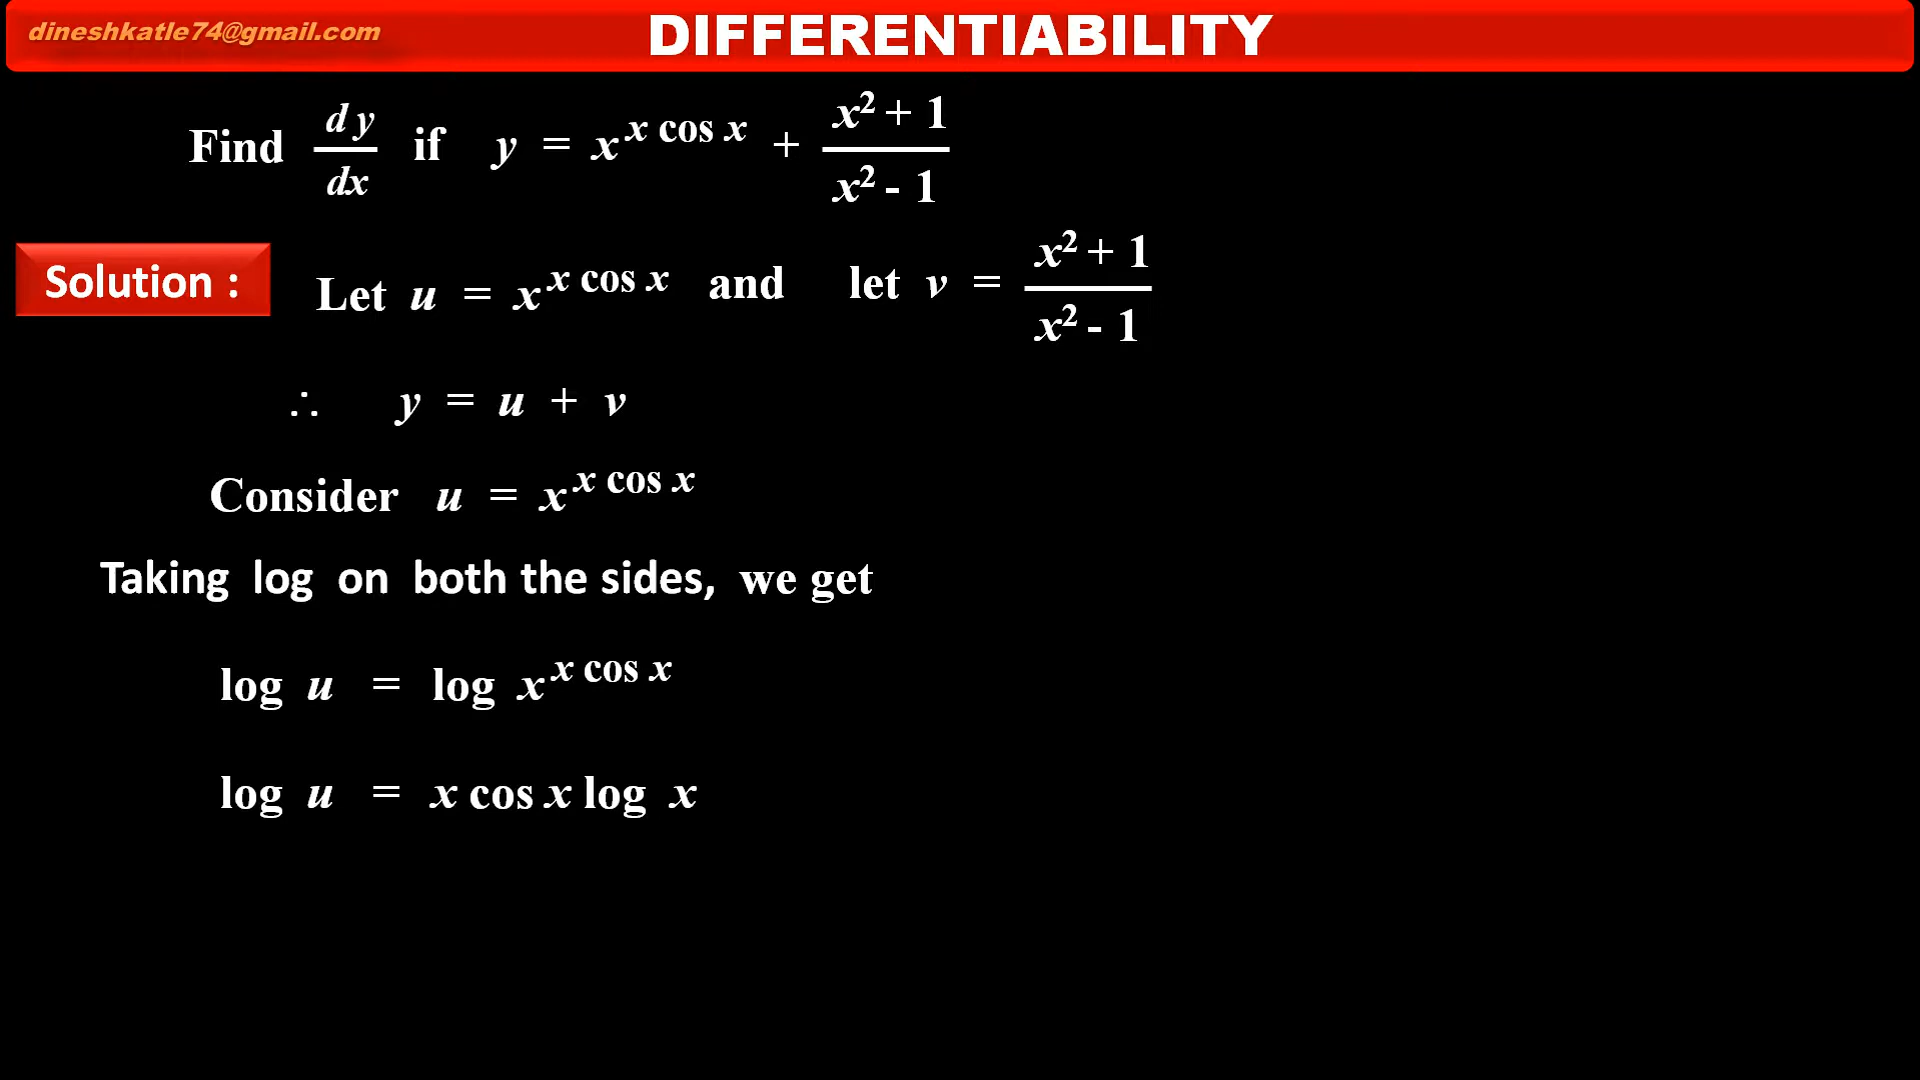 dineshkatle74@gmail.com DIFFERENTIABILITY
Find dy/dx if y = x^(x cos x) + (x² + 1)/(x² - 1)
Solution : Let u = x^(x cos x) and let v = (x² + 1)/(x² - 1)
∴ y = u + v
Consider u = x^(x cos x)
Taking log on both the sides, we get
log u = log x^(x cos x)
log u = x cos x log x